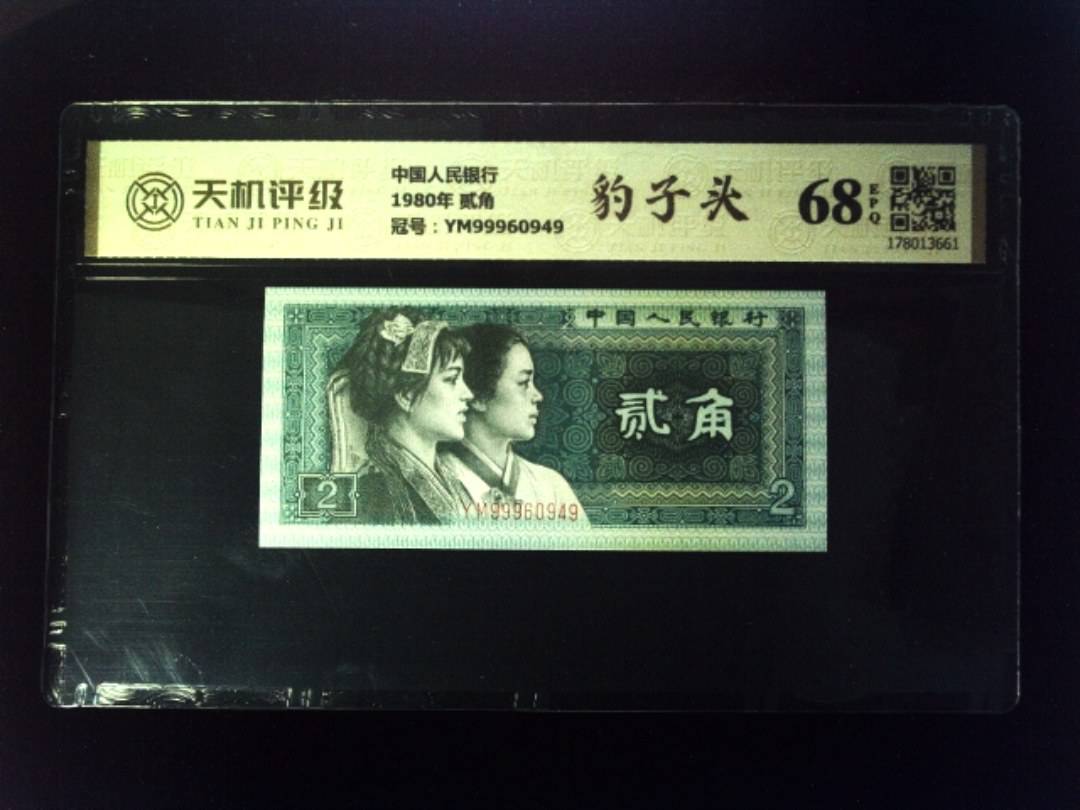 天机评级
TIAN JI PING JI
中国人民银行
1980年 贰角
冠号：YM99960949
豹子头
68 EPQ
178013661
中国人民银行
贰角
2
YM99960949
2